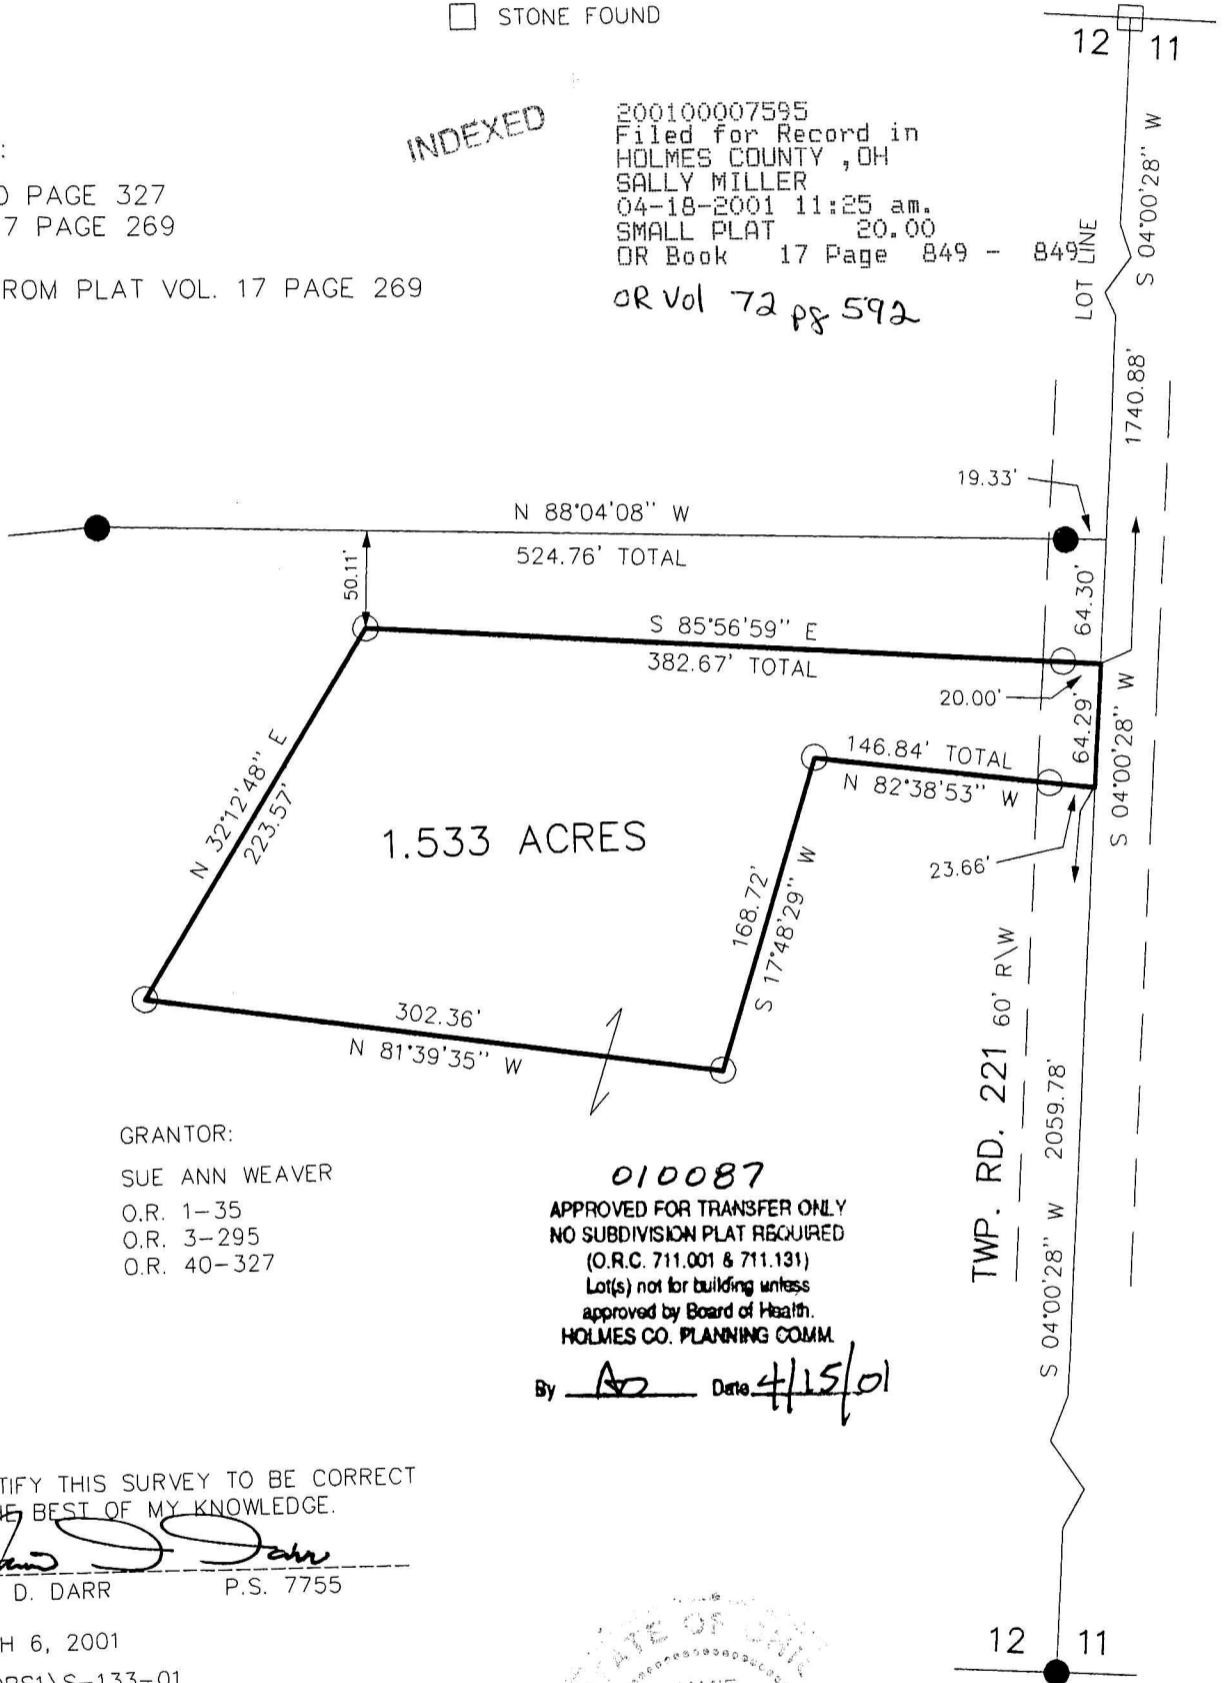 STONE FOUND
12 11
INDEXED
200100007595
Filed for Record in
HOLMES COUNTY ,OH
SALLY MILLER
04-18-2001 11:25 am.
SMALL PLAT 20.00
OR Book 17 Page 849 - 849
OR Vol 72 pg 592
:
PAGE 327
7 PAGE 269
ROM PLAT VOL. 17 PAGE 269
LOT LINE
S 04°00'28" W
1740.88'
19.33'
N 88°04'08" W
524.76' TOTAL
50.11'
64.30'
S 85°56'59" E
382.67' TOTAL
20.00'
64.29'
S 04°00'28" W
146.84' TOTAL
N 82°38'53" W
23.66'
N 32°12'48" E
223.57'
1.533 ACRES
168.72'
S 17°48'29" W
302.36'
N 81°39'35" W
TWP. RD. 221 60' R\W
S 04°00'28" W 2059.78'
GRANTOR:
SUE ANN WEAVER
O.R. 1-35
O.R. 3-295
O.R. 40-327
010087
APPROVED FOR TRANSFER ONLY
NO SUBDIVISION PLAT REQUIRED
(O.R.C. 711.001 & 711.131)
Lot(s) not for building unless
approved by Board of Health.
HOLMES CO. PLANNING COMM.
By Date 4/15/01
TIFY THIS SURVEY TO BE CORRECT
HE BEST OF MY KNOWLEDGE.
D. DARR P.S. 7755
H 6, 2001
S-133-01
ATE OF OHIO
12 11